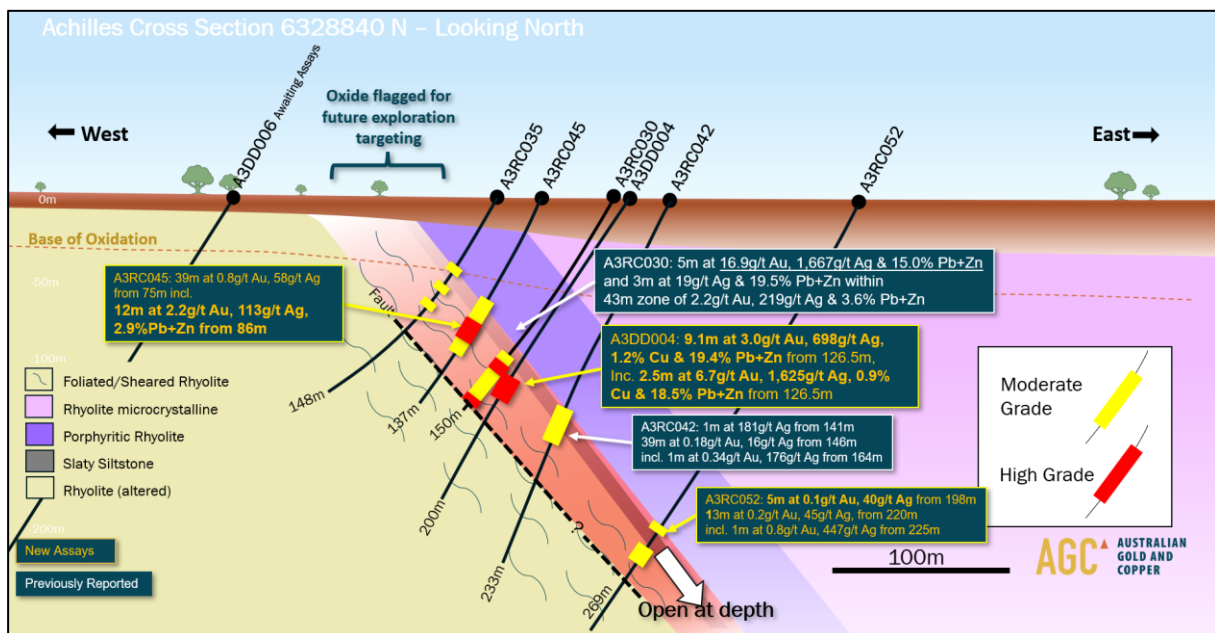 Achilles Cross Section 6328840 N – Looking North
A3DD006 Awaiting Assays
Oxide flagged for
future exploration
targeting
A3RC035
A3RC045
A3RC030
A3DD004
A3RC042
A3RC052
West
East
0m
Base of Oxidation
50m
A3RC045: 39m at 0.8g/t Au, 58g/t Ag
from 75m incl.
12m at 2.2g/t Au, 113g/t Ag,
2.9%Pb+Zn from 86m
Fault
A3RC030: 5m at 16.9g/t Au, 1,667g/t Ag & 15.0% Pb+Zn
and 3m at 19g/t Ag & 19.5% Pb+Zn within
43m zone of 2.2g/t Au, 219g/t Ag & 3.6% Pb+Zn
A3DD004: 9.1m at 3.0g/t Au, 698g/t Ag,
1.2% Cu & 19.4% Pb+Zn from 126.5m,
Inc. 2.5m at 6.7g/t Au, 1,625g/t Ag, 0.9%
Cu & 18.5% Pb+Zn from 126.5m
100m
Foliated/Sheared Rhyolite
Rhyolite microcrystalline
Porphyritic Rhyolite
Slaty Siltstone
Rhyolite (altered)
148m
137m
150m
A3RC042: 1m at 181g/t Ag from 141m
39m at 0.18g/t Au, 16g/t Ag from 146m
incl. 1m at 0.34g/t Au, 176g/t Ag from 164m
Moderate
Grade
High Grade
200m
A3RC052: 5m at 0.1g/t Au, 40g/t Ag from 198m
13m at 0.2g/t Au, 45g/t Ag, from 220m
incl. 1m at 0.8g/t Au, 447g/t Ag from 225m
-200m
?
New Assays
Previously Reported
233m
269m
Open at depth
100m
AGC
AUSTRALIAN
GOLD AND
COPPER